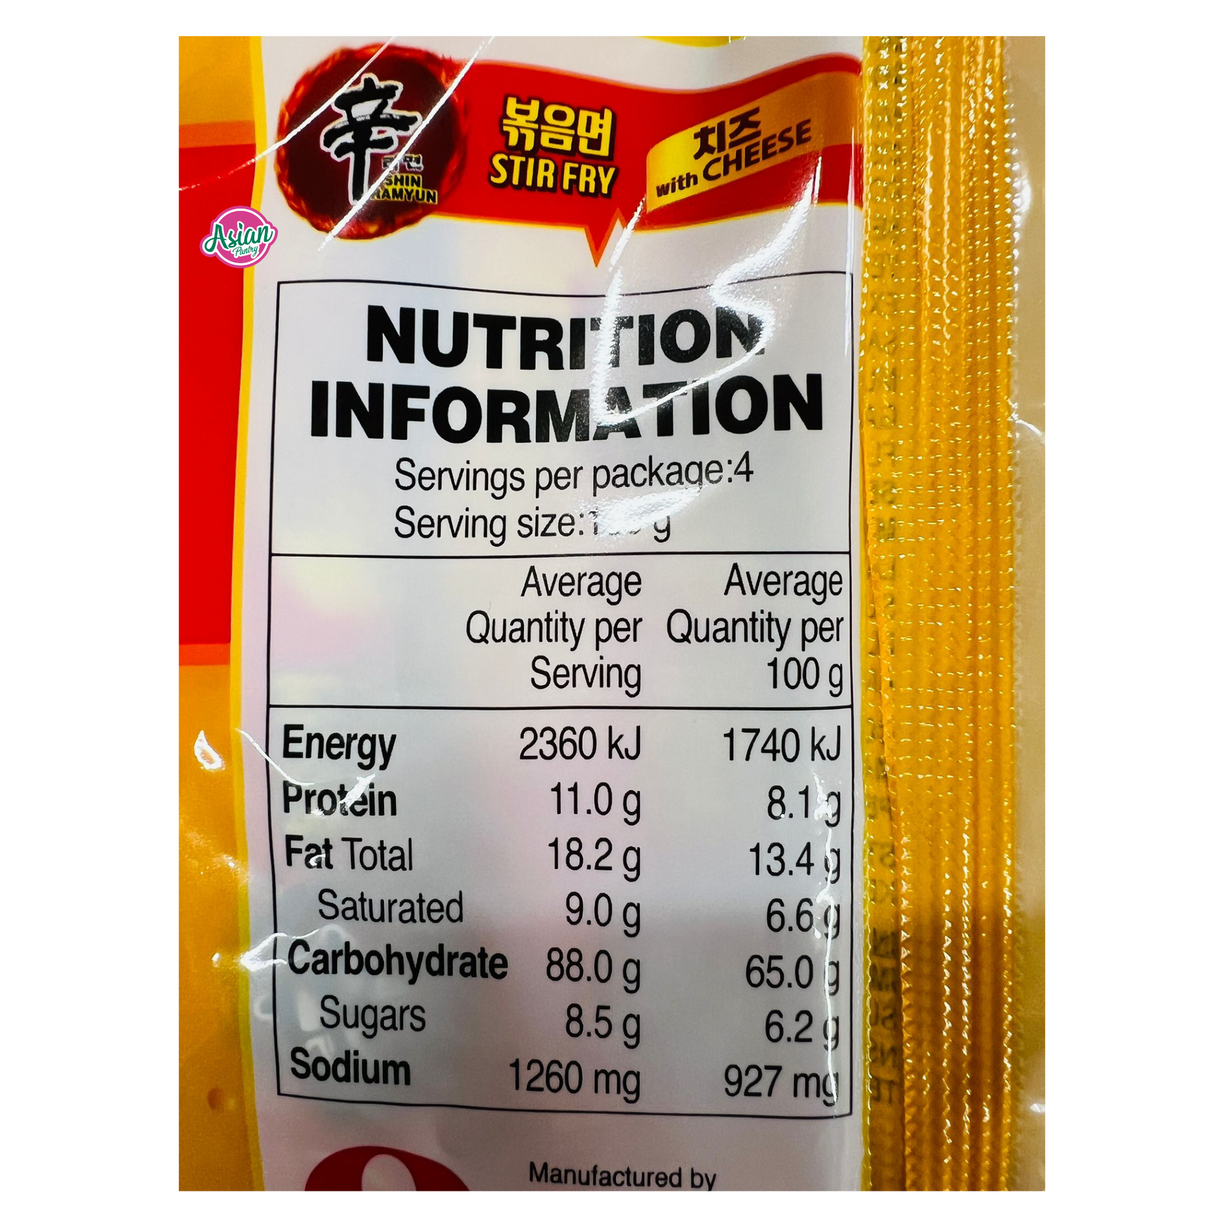 辛
라면
SHIN
RAMYUN
볶음면
STIR FRY
치즈
with CHEESE
Asian
Pantry
NUTRITION
INFORMATION
Servings per package:4
Serving size: g
Average Average
Quantity per Quantity per
Serving 100 g
Energy 2360 kJ 1740 kJ
Protein 11.0 g 8.1 g
Fat Total 18.2 g 13.4 g
Saturated 9.0 g 6.6 g
Carbohydrate 88.0 g 65.0 g
Sugars 8.5 g 6.2 g
Sodium 1260 mg 927 mg
Manufactured by